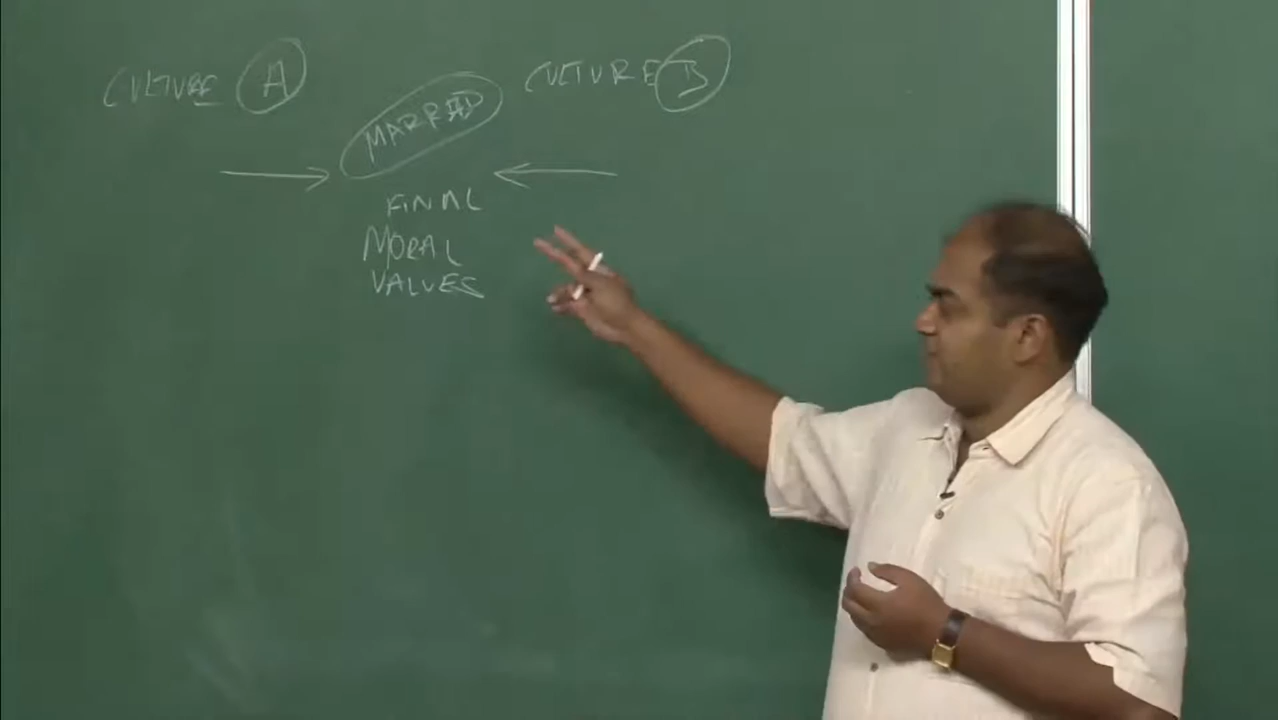 CULTURE A
CULTURE B
MARRIED
FINAL
MORAL
VALUES